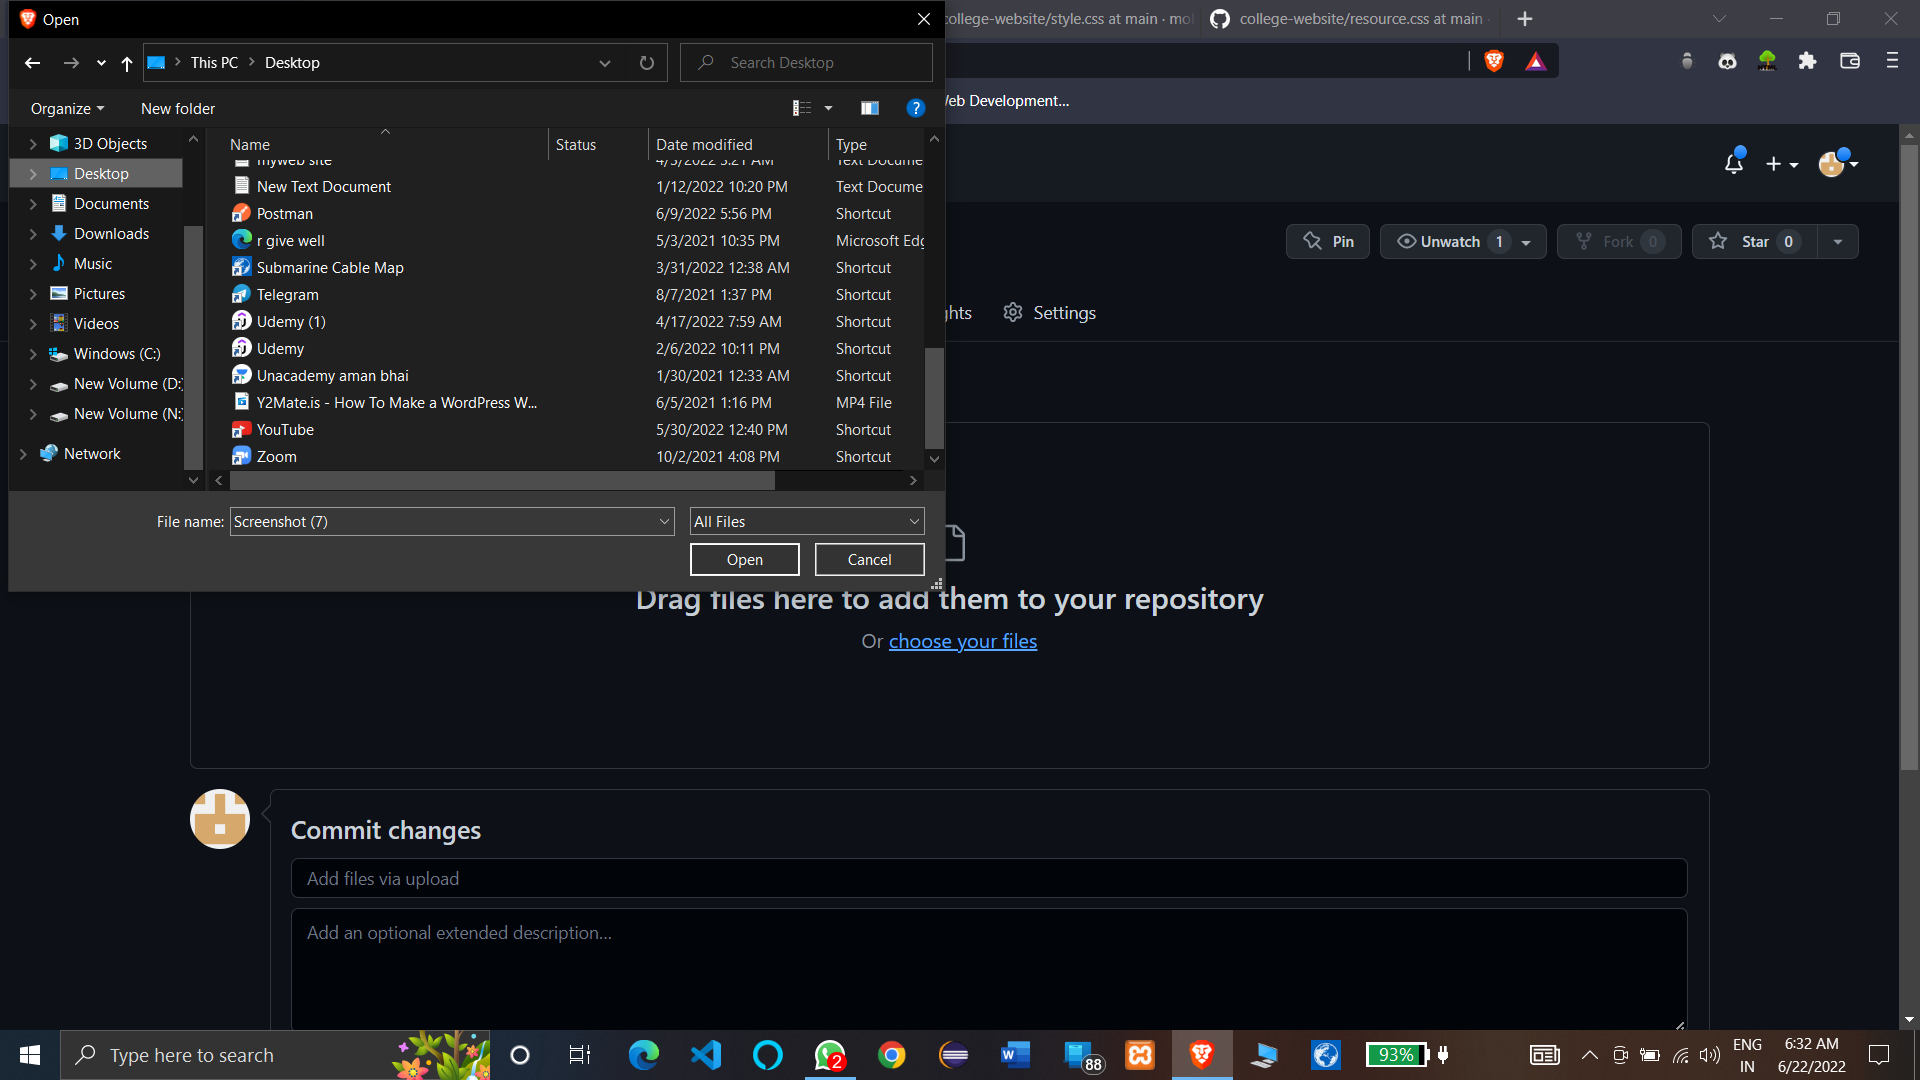 Open
college-website/style.css at main · mo
college-website/resource.css at main
This PC
Desktop
Search Desktop
Organize
New folder
Web Development...
Name
Status
Date modified
Type
3D Objects
Desktop
Documents
Downloads
Music
Pictures
Videos
Windows (C:)
New Volume (D:
New Volume (N:
Network
myweb site 4/3/2022 3:21 AM Text Docume
New Text Document 1/12/2022 10:20 PM Text Docume
Postman 6/9/2022 5:56 PM Shortcut
r give well 5/3/2021 10:35 PM Microsoft Edg
Submarine Cable Map 3/31/2022 12:38 AM Shortcut
Telegram 8/7/2021 1:37 PM Shortcut
Udemy (1) 4/17/2022 7:59 AM Shortcut
Udemy 2/6/2022 10:11 PM Shortcut
Unacademy aman bhai 1/30/2021 12:33 AM Shortcut
Y2Mate.is - How To Make a WordPress W... 6/5/2021 1:16 PM MP4 File
YouTube 5/30/2022 12:40 PM Shortcut
Zoom 10/2/2021 4:08 PM Shortcut
File name: Screenshot (7)
All Files
Open
Cancel
Pin
Unwatch 1
Fork 0
Star 0
ghts
Settings
Drag files here to add them to your repository
Or choose your files
Commit changes
Add files via upload
Add an optional extended description...
Type here to search
2
88
93%
ENG
IN
6:32 AM
6/22/2022